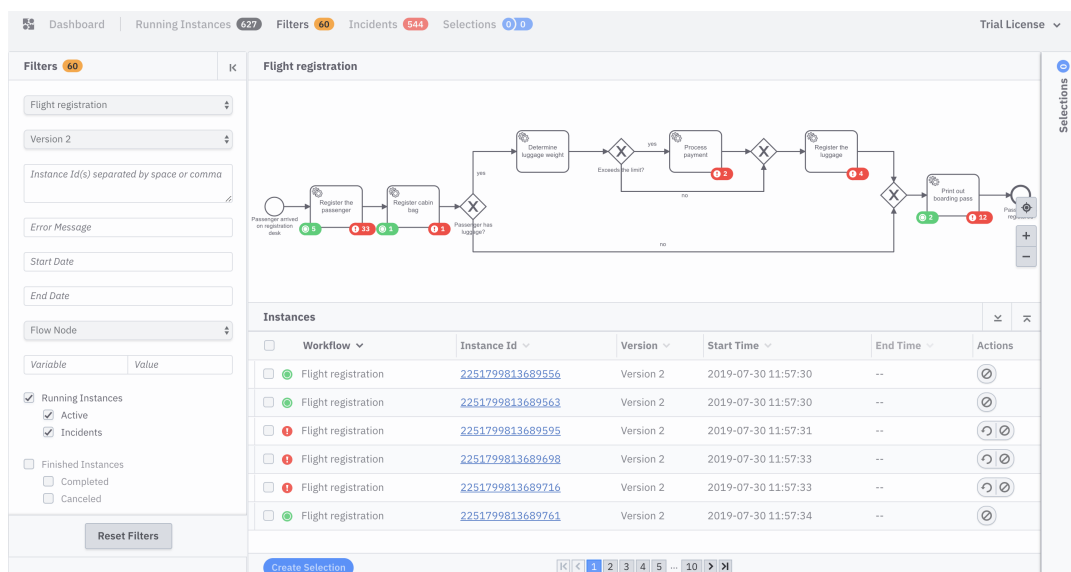 Dashboard Running Instances 627 Filters 60 Incidents 544 Selections 0 0 Trial License
Filters 60
Flight registration
Version 2
Instance Id(s) separated by space or comma
Error Message
Start Date
End Date
Flow Node
Variable Value
Running Instances
Active
Incidents
Finished Instances
Completed
Canceled
Reset Filters
Flight registration
Passenger arrived
on registration
desk
Register the
passenger
5 33
Register cabin
bag
1 1
Passenger has
luggage?
yes
no
Determine
luggage weight
Exceeds the limit?
yes
no
Process
payment
2
Register the
luggage
4
Print out
boarding pass
2 12
Selections 0
Instances
Workflow Instance Id Version Start Time End Time Actions
Flight registration 2251799813689556 Version 2 2019-07-30 11:57:30 --
Flight registration 2251799813689563 Version 2 2019-07-30 11:57:30 --
Flight registration 2251799813689595 Version 2 2019-07-30 11:57:31 --
Flight registration 2251799813689698 Version 2 2019-07-30 11:57:33 --
Flight registration 2251799813689716 Version 2 2019-07-30 11:57:33 --
Flight registration 2251799813689761 Version 2 2019-07-30 11:57:34 --
Create Selection 1 2 3 4 5 ... 10